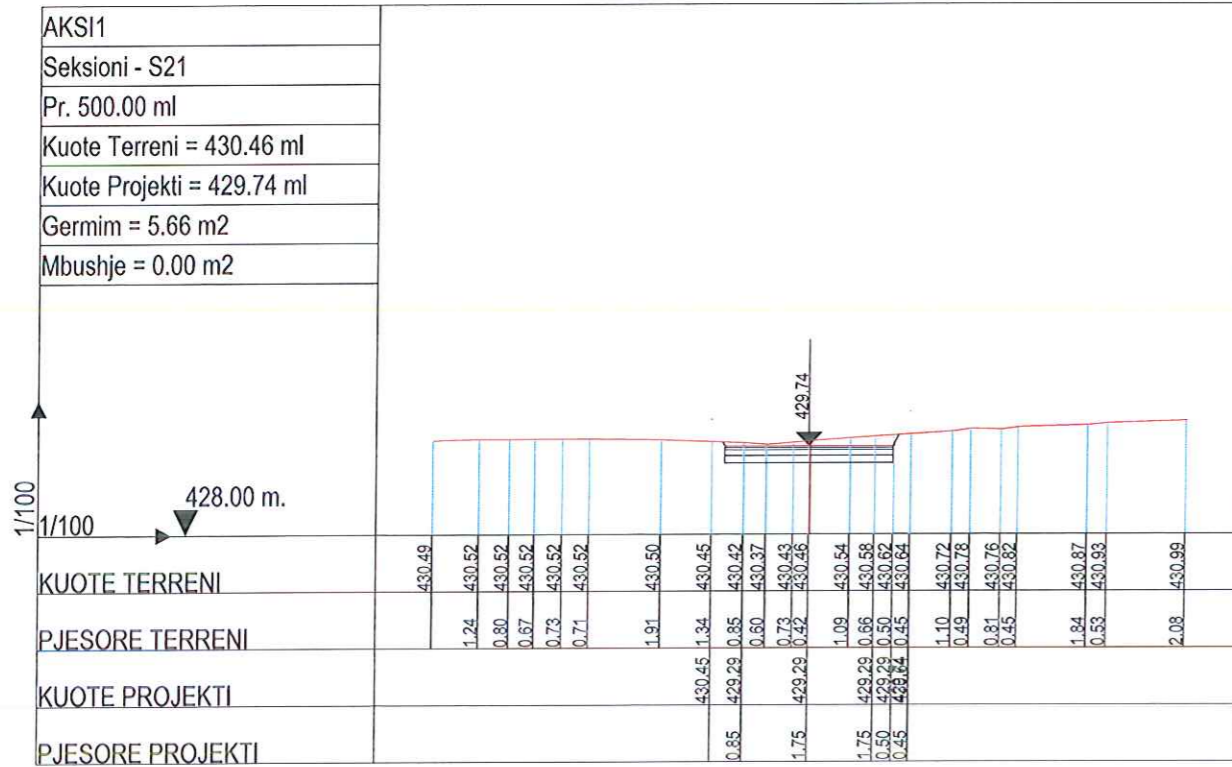 AKSI1
Seksioni - S21
Pr. 500.00 ml
Kuote Terreni = 430.46 ml
Kuote Projekti = 429.74 ml
Germim = 5.66 m2
Mbushje = 0.00 m2
429.74
1/100
428.00 m.
1/100
KUOTE TERRENI 430.49 430.52 430.52 430.52 430.52 430.52 430.50 430.45 430.42 430.37 430.43 430.46 430.54 430.58 430.62 430.64 430.72 430.78 430.76 430.82 430.87 430.93 430.99
PJESORE TERRENI 1.24 0.80 0.67 0.73 0.71 1.91 1.34 0.85 0.60 0.73 0.42 1.09 0.66 0.50 0.45 1.10 0.49 0.81 0.45 1.84 0.53 2.08
KUOTE PROJEKTI 430.45 429.29 429.29 429.29 429.29
PJESORE PROJEKTI 0.85 1.75 1.75 0.50 0.45